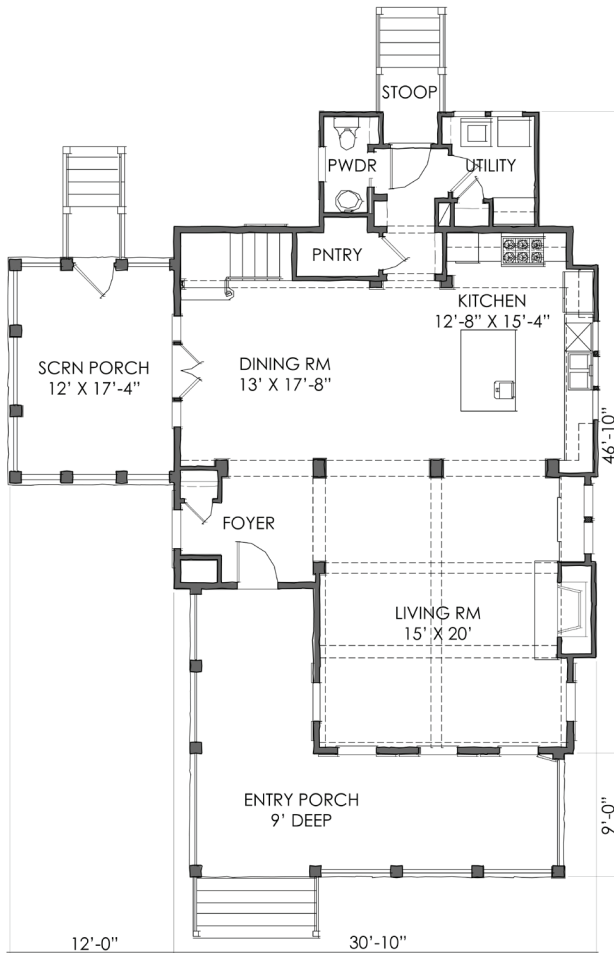 STOOP
PWDR
UTILITY
PNTRY
KITCHEN
12'-8" X 15'-4"
SCRN PORCH
12' X 17'-4"
DINING RM
13' X 17'-8"
46'-10"
FOYER
LIVING RM
15' X 20'
ENTRY PORCH
9' DEEP
9'-0"
12'-0"
30'-10"